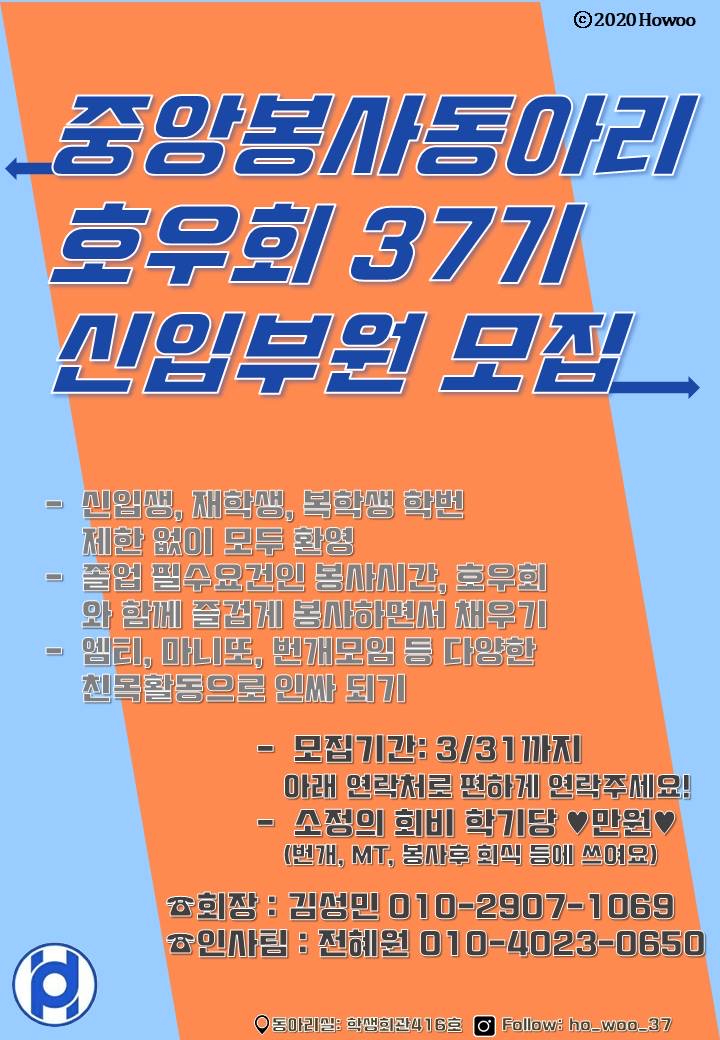 ⓒ2020 Howoo
중앙봉사동아리
호우회 37기
신입부원 모집
- 신입생, 재학생, 복학생 학번
제한 없이 모두 환영
- 졸업 필수요건인 봉사시간, 호우회
와 함께 즐겁게 봉사하면서 채우기
- 엠티, 마니또, 번개모임 등 다양한
친목활동으로 인싸 되기
- 모집기간: 3/31까지
아래 연락처로 편하게 연락주세요!
- 소정의 회비 학기당 ♥만원♥
(번개, MT, 봉사후 회식 등에 쓰여요)
☎회장 : 김성민 010-2907-1069
☎인사팀 : 전혜원 010-4023-0650
동아리실: 학생회관416호 Follow: ho_woo_37